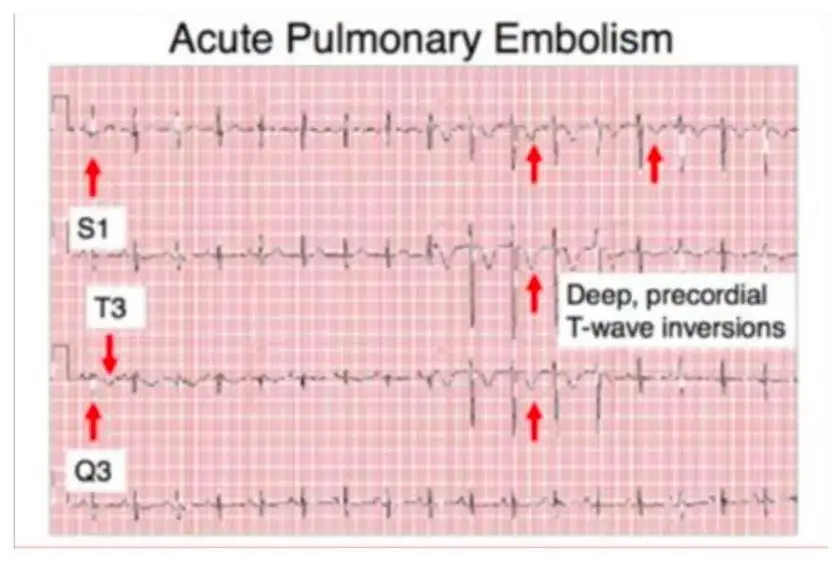 Acute Pulmonary Embolism
S1
T3
Deep, precordial
T-wave inversions
Q3